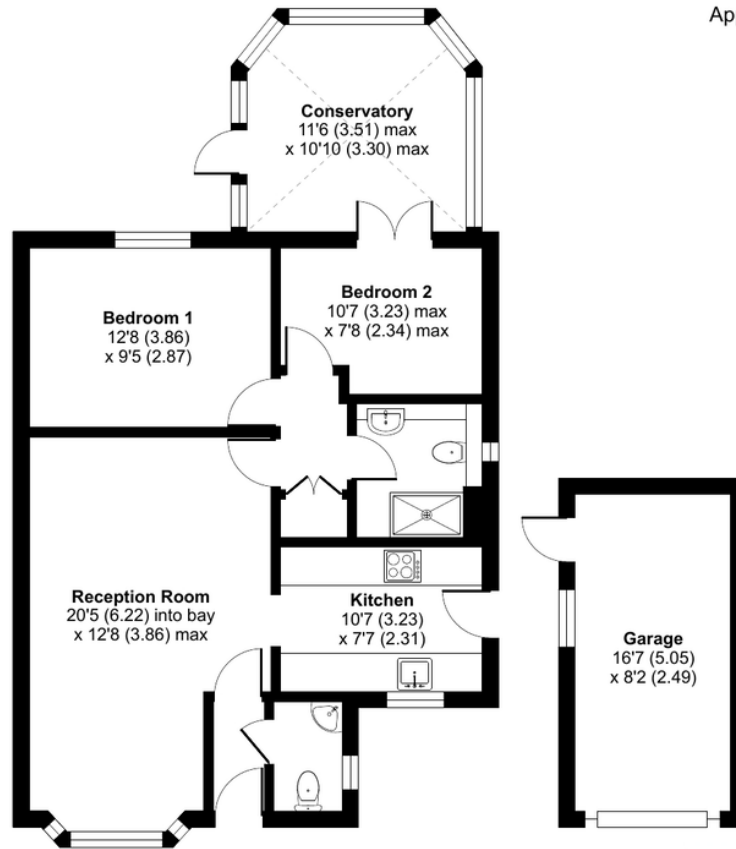 Ap
Conservatory
11'6 (3.51) max
x 10'10 (3.30) max
Bedroom 1
12'8 (3.86)
x 9'5 (2.87)
Bedroom 2
10'7 (3.23) max
x 7'8 (2.34) max
Reception Room
20'5 (6.22) into bay
x 12'8 (3.86) max
Kitchen
10'7 (3.23)
x 7'7 (2.31)
Garage
16'7 (5.05)
x 8'2 (2.49)